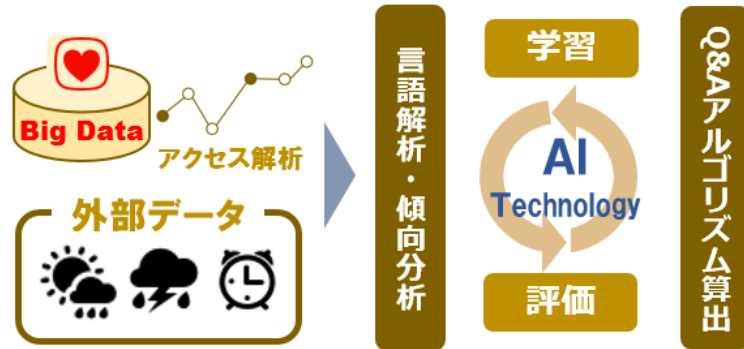 Big Data
アクセス解析
外部データ
言語解析・傾向分析
学習
AI
Technology
評価
Q&Aアルゴリズム算出